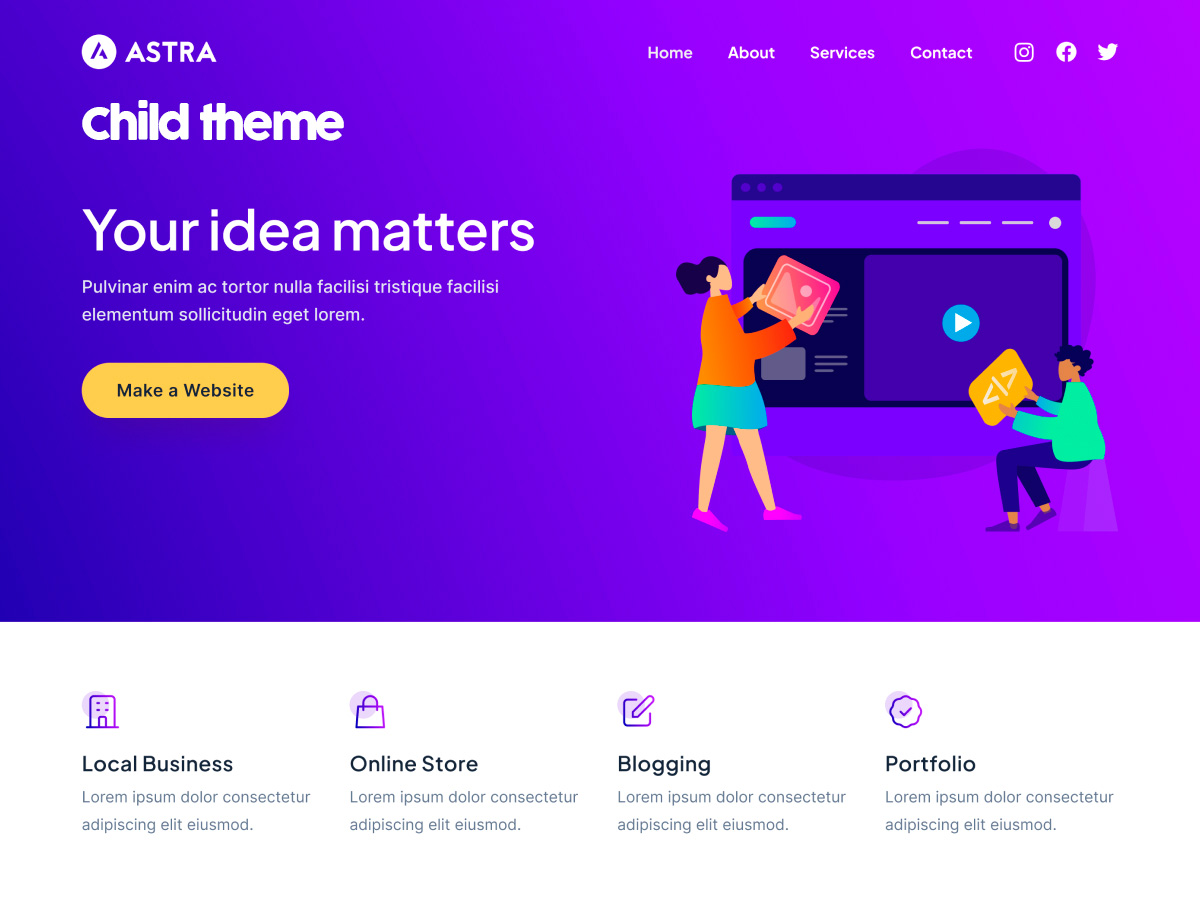 ASTRA
Home About Services Contact
child theme
Your idea matters
Pulvinar enim ac tortor nulla facilisi tristique facilisi
elementum sollicitudin eget lorem.
Make a Website
</>
Local Business
Lorem ipsum dolor consectetur
adipiscing elit eiusmod.
Online Store
Lorem ipsum dolor consectetur
adipiscing elit eiusmod.
Blogging
Lorem ipsum dolor consectetur
adipiscing elit eiusmod.
Portfolio
Lorem ipsum dolor consectetur
adipiscing elit eiusmod.